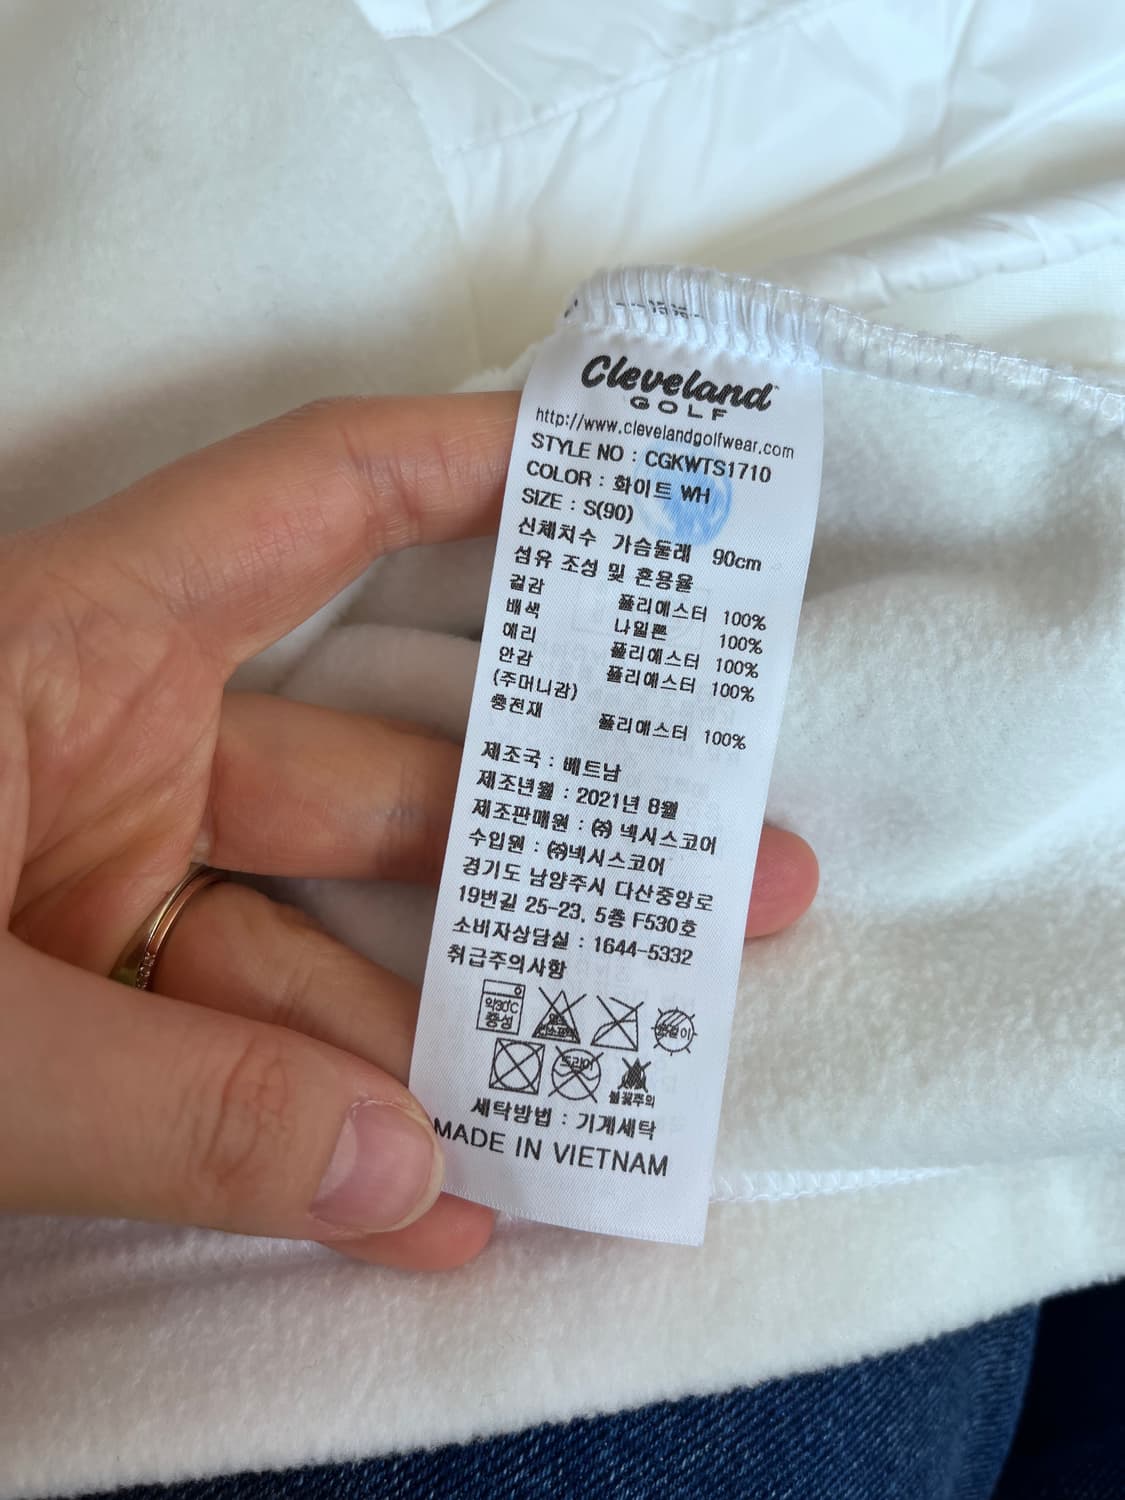 Cleveland
GOLF
http://www.clevelandgolfwear.com
STYLE NO : CGKWTS1710
COLOR : 화이트 WH
SIZE : S(90)
신체치수 가슴둘레 90cm
섬유 조성 및 혼용율
겉감 폴리에스터 100%
배색 나일론 100%
에리 폴리에스터 100%
안감 폴리에스터 100%
(주머니감)
충전재 폴리에스터 100%
제조국 : 베트남
제조년월 : 2021년 8월
제조판매원 : ㈜ 넥시스코어
수입원 : ㈜넥시스코어
경기도 남양주시 다산중앙로
19번길 25-23, 5층 F530호
소비자상담실 : 1644-5332
취급주의사항
약30℃
중성
염소
산소표백
약하게
드라이
불꽃주의
세탁방법 : 기계세탁
MADE IN VIETNAM